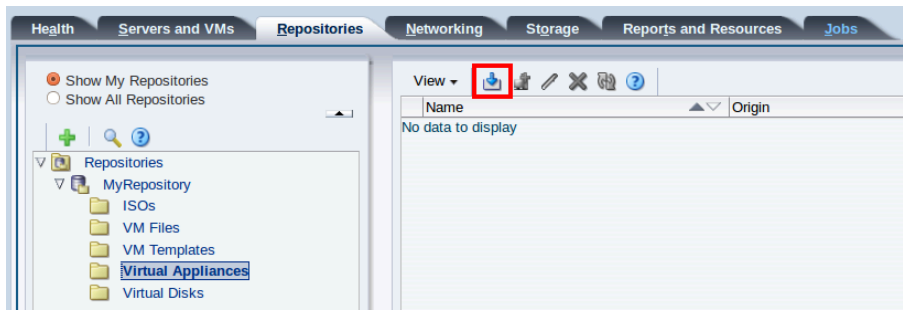 Health Servers and VMs Repositories Networking Storage Reports and Resources Jobs
Show My Repositories
Show All Repositories
View
Name Origin
No data to display
Repositories
MyRepository
ISOs
VM Files
VM Templates
Virtual Appliances
Virtual Disks